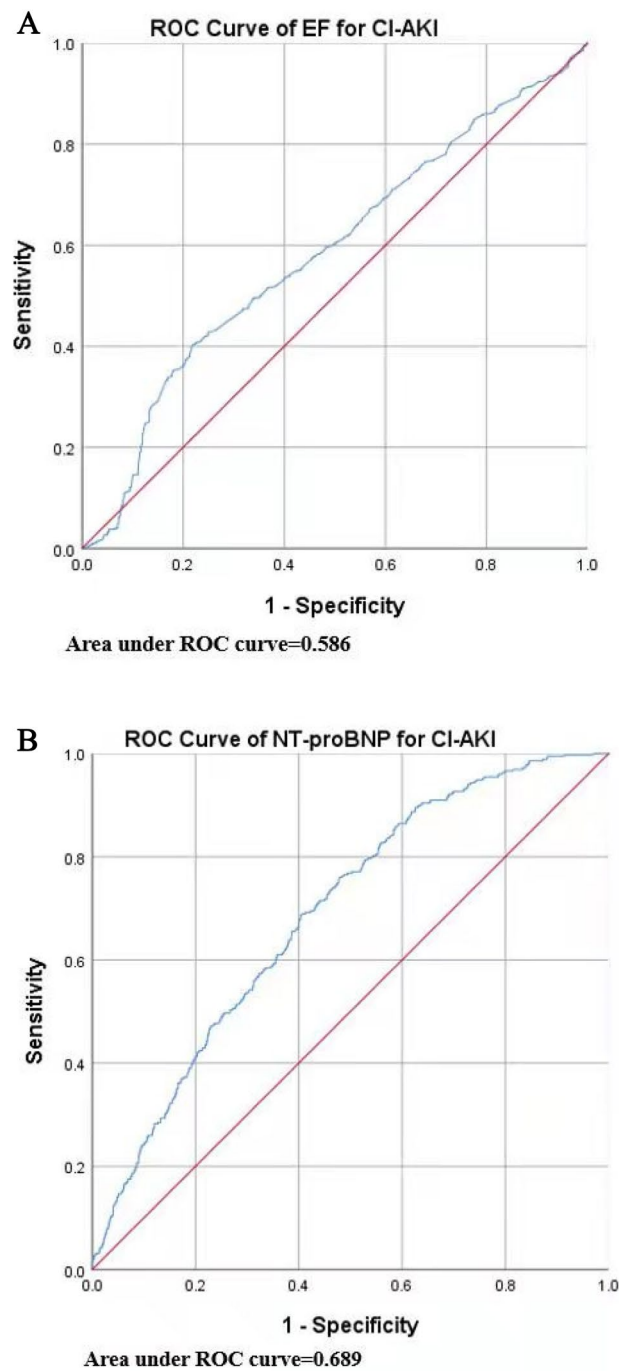 A
ROC Curve of EF for CI-AKI
1.0
0.8
0.6
0.4
0.2
0.0
Sensitivity
0.0 0.2 0.4 0.6 0.8 1.0
1 - Specificity
Area under ROC curve=0.586
B
ROC Curve of NT-proBNP for CI-AKI
1.0
0.8
0.6
0.4
0.2
0.0
Sensitivity
0.0 0.2 0.4 0.6 0.8 1.0
1 - Specificity
Area under ROC curve=0.689